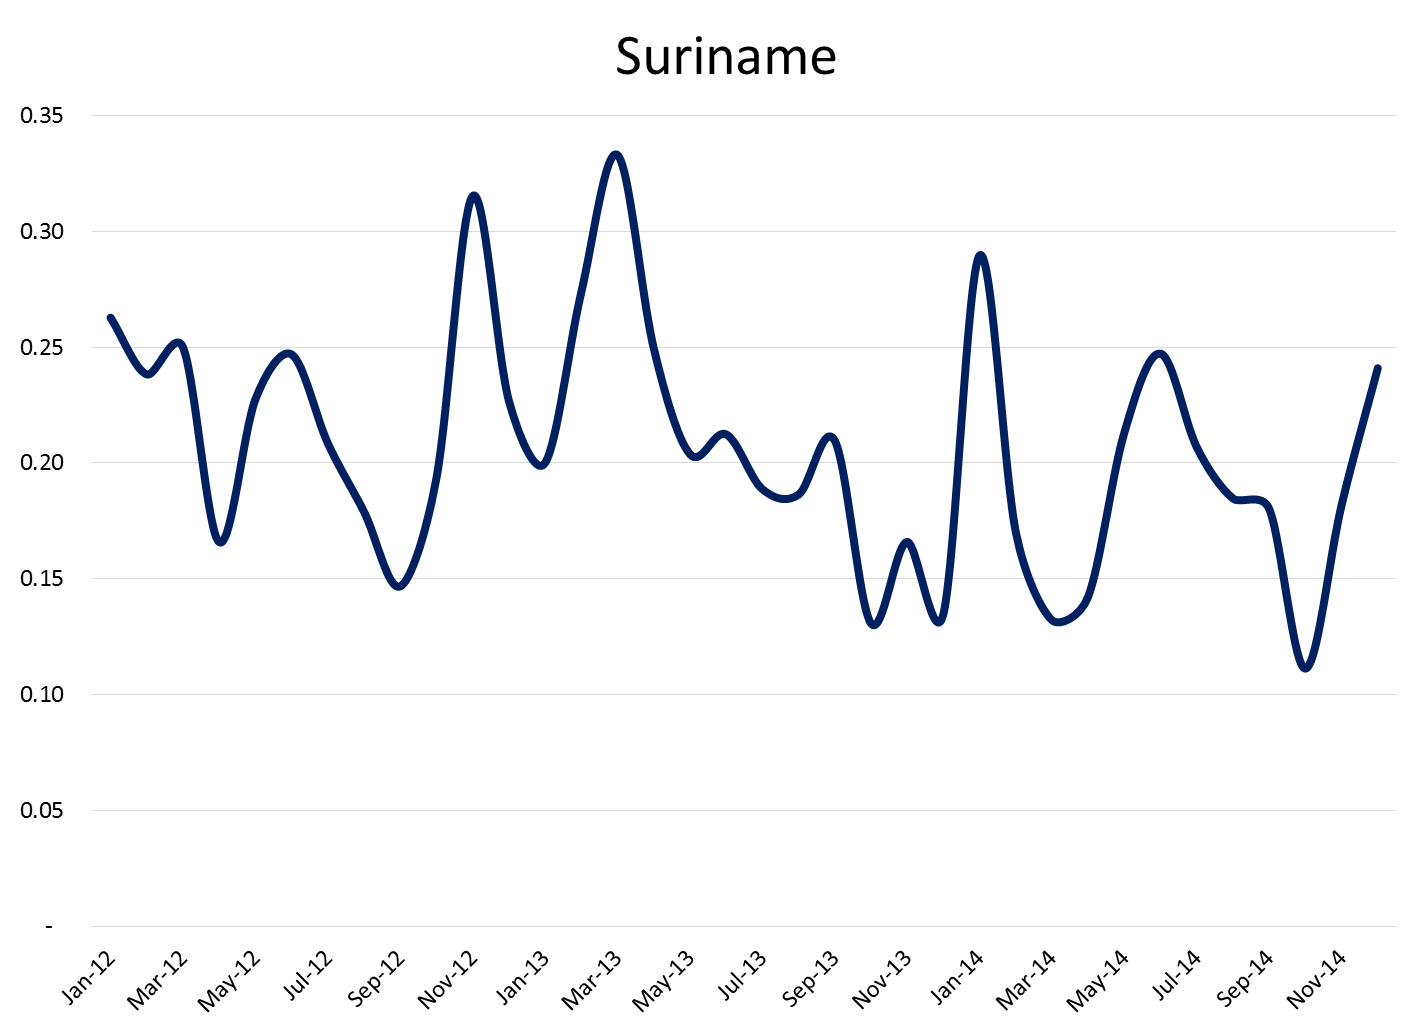 Suriname
0.35
0.30
0.25
0.20
0.15
0.10
0.05
-
Jan-12
Mar-12
May-12
Jul-12
Sep-12
Nov-12
Jan-13
Mar-13
May-13
Jul-13
Sep-13
Nov-13
Jan-14
Mar-14
May-14
Jul-14
Sep-14
Nov-14